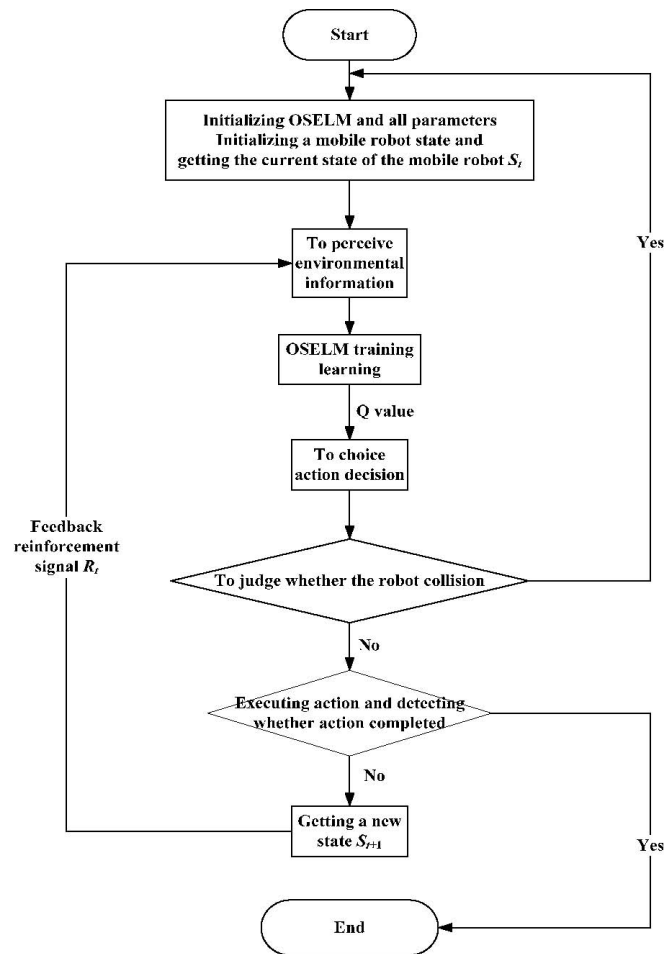 Start
Initializing OSELM and all parameters
Initializing a mobile robot state and
getting the current state of the mobile robot Sₜ
Yes
To perceive
environmental
information
OSELM training
learning
Q value
To choice
action decision
Feedback
reinforcement
signal Rₜ
To judge whether the robot collision
No
Executing action and detecting
whether action completed
No
Getting a new
state Sₜ₊₁
Yes
End